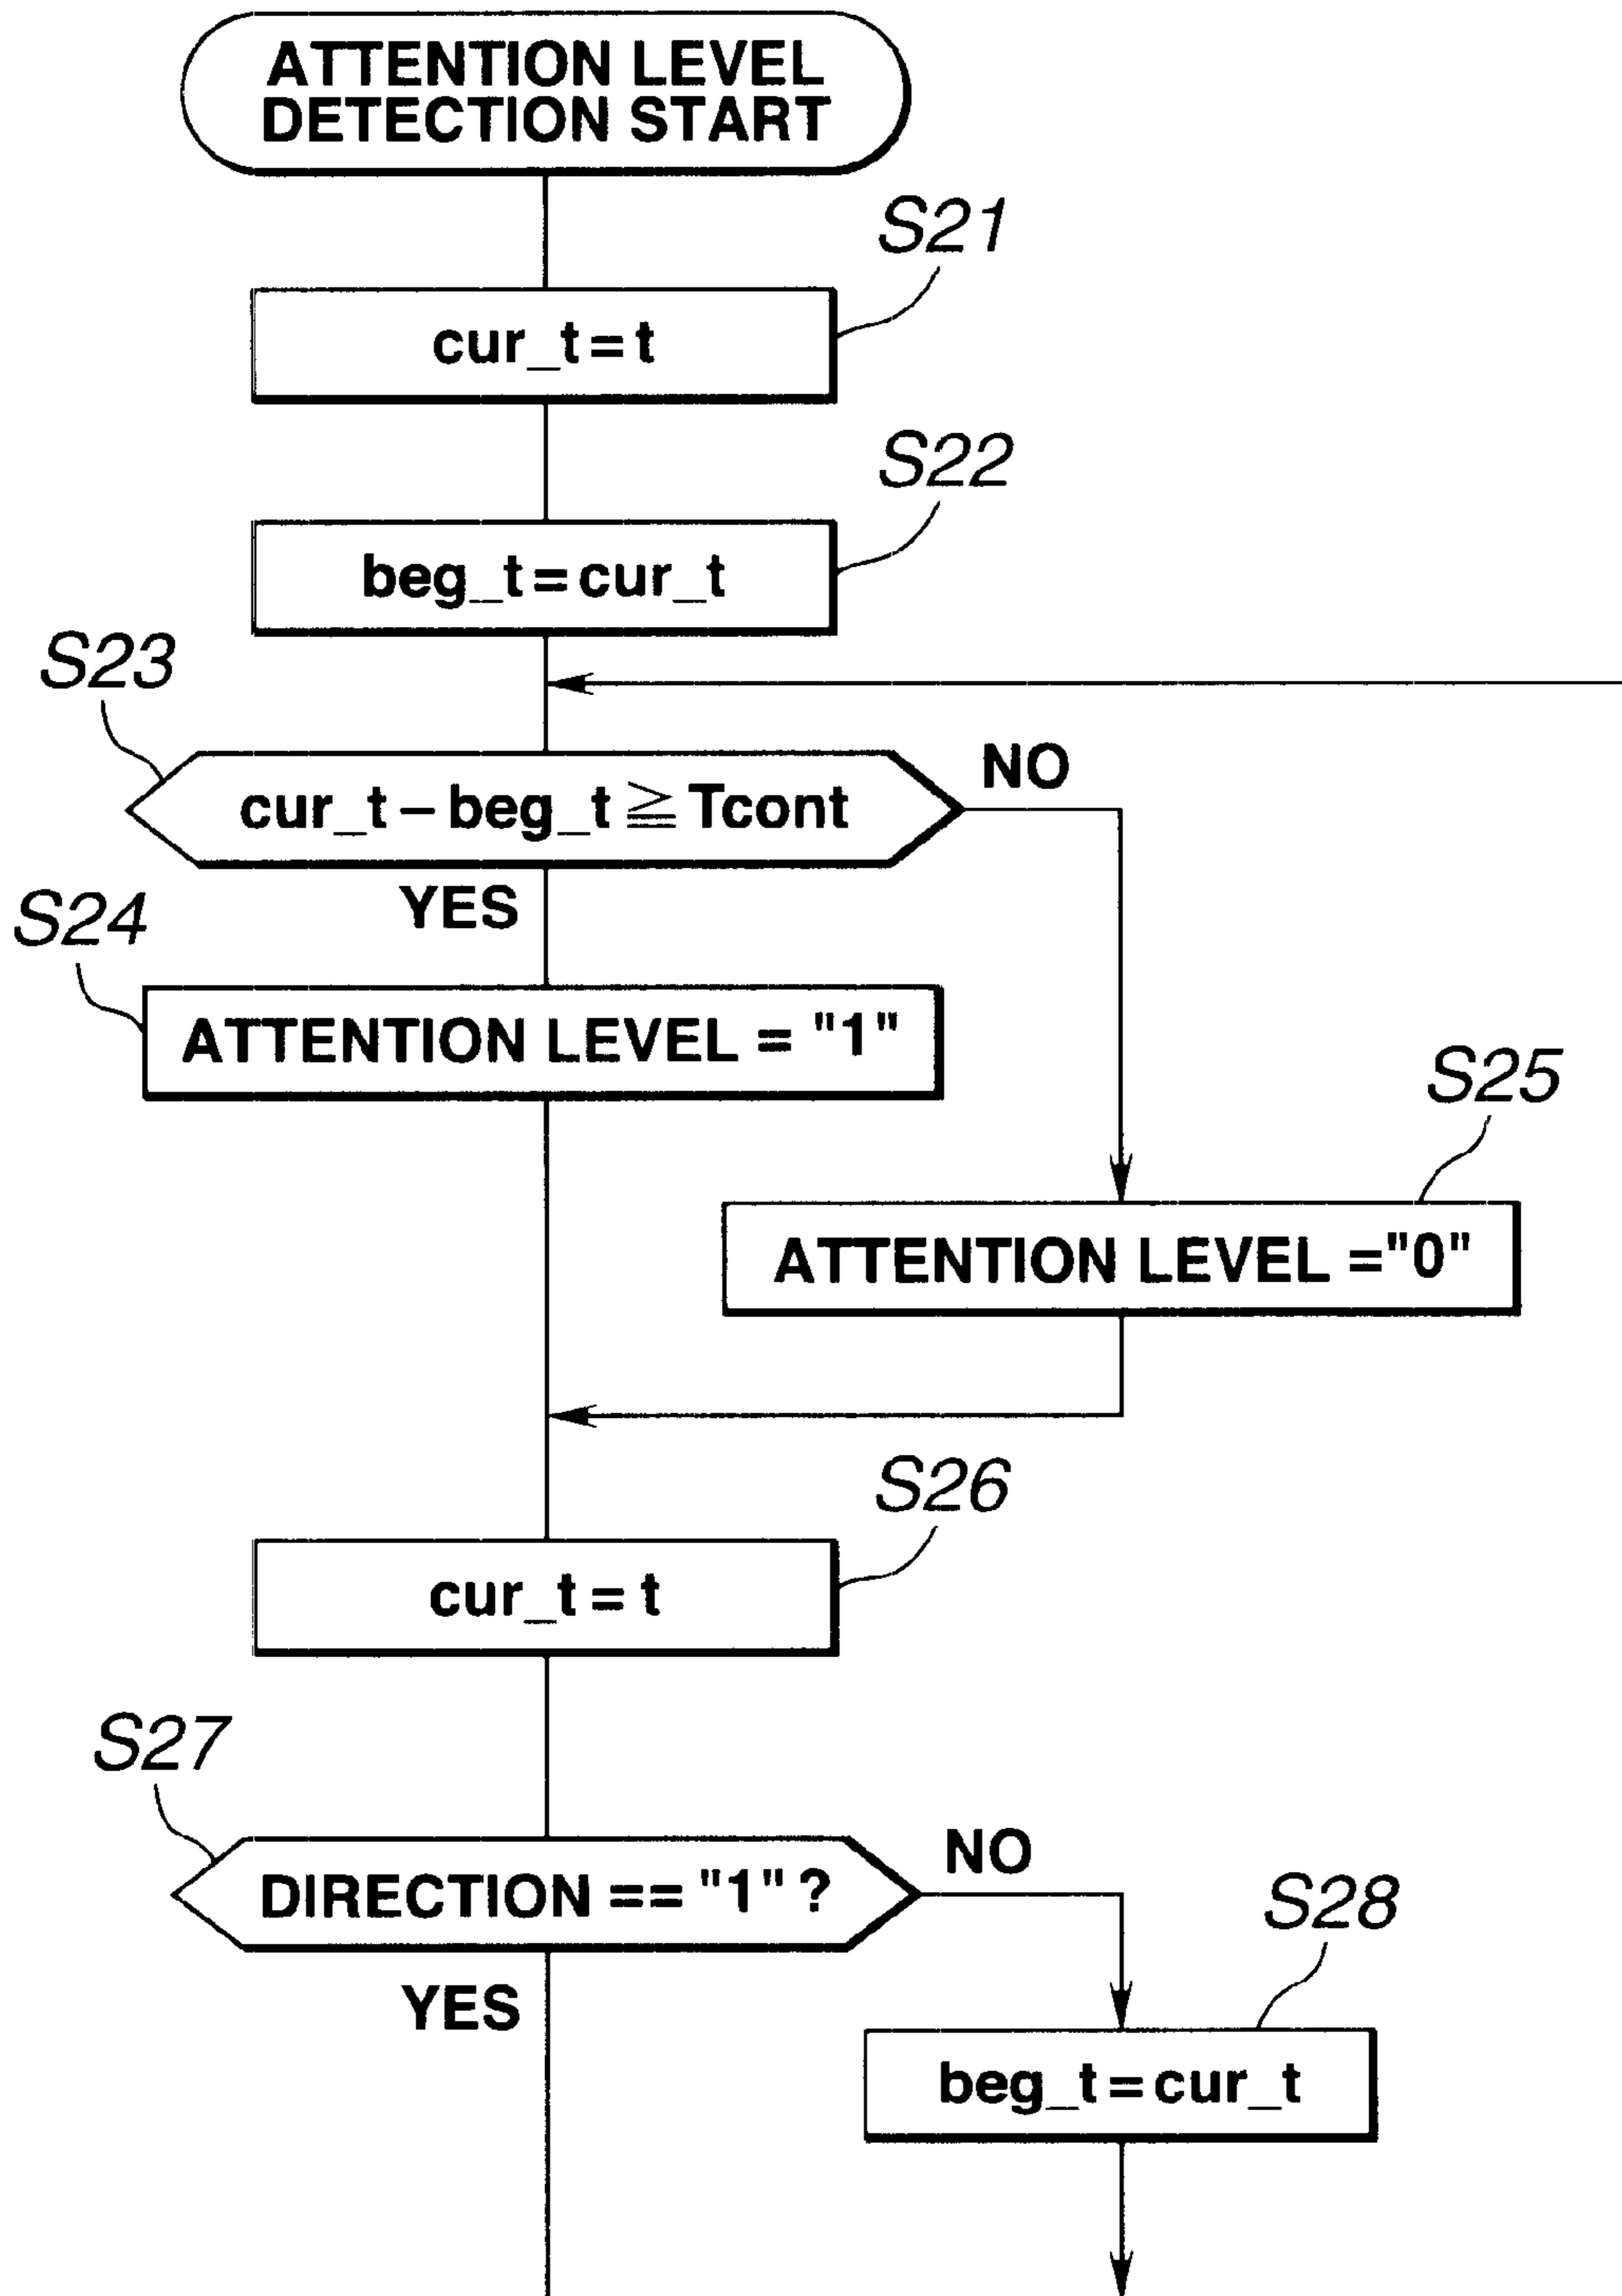 ATTENTION LEVEL
DETECTION START
S21
cur_t=t
S22
beg_t=cur_t
S23
cur_t–beg_t≧Tcont
NO
YES
S24
ATTENTION LEVEL = "1"
S25
ATTENTION LEVEL ="0"
S26
cur_t=t
S27
DIRECTION == "1" ?
NO
YES
S28
beg_t=cur_t